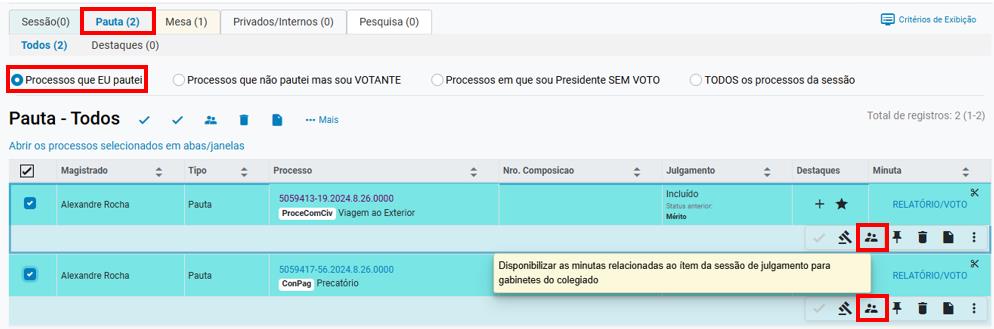 Sessão(0) Pauta (2) Mesa (1) Privados/Internos (0) Pesquisa (0) Critérios de Exibição
Todos (2) Destaques (0)
Processos que EU pautei Processos que não pautei mas sou VOTANTE Processos em que sou Presidente SEM VOTO TODOS os processos da sessão
Pauta - Todos Mais Total de registros: 2 (1-2)
Abrir os processos selecionados em abas/janelas
Magistrado Tipo Processo Nro. Composicao Julgamento Destaques Minuta
Alexandre Rocha Pauta 5059413-19.2024.8.26.0000 Incluído RELATÓRIO/VOTO
ProceComCiv Viagem ao Exterior Status anterior:
Mérito
Alexandre Rocha Pauta 5059417-56.2024.8.26.0000 RELATÓRIO/VOTO
ConPag Precatório
Disponibilizar as minutas relacionadas ao ítem da sessão de julgamento para
gabinetes do colegiado